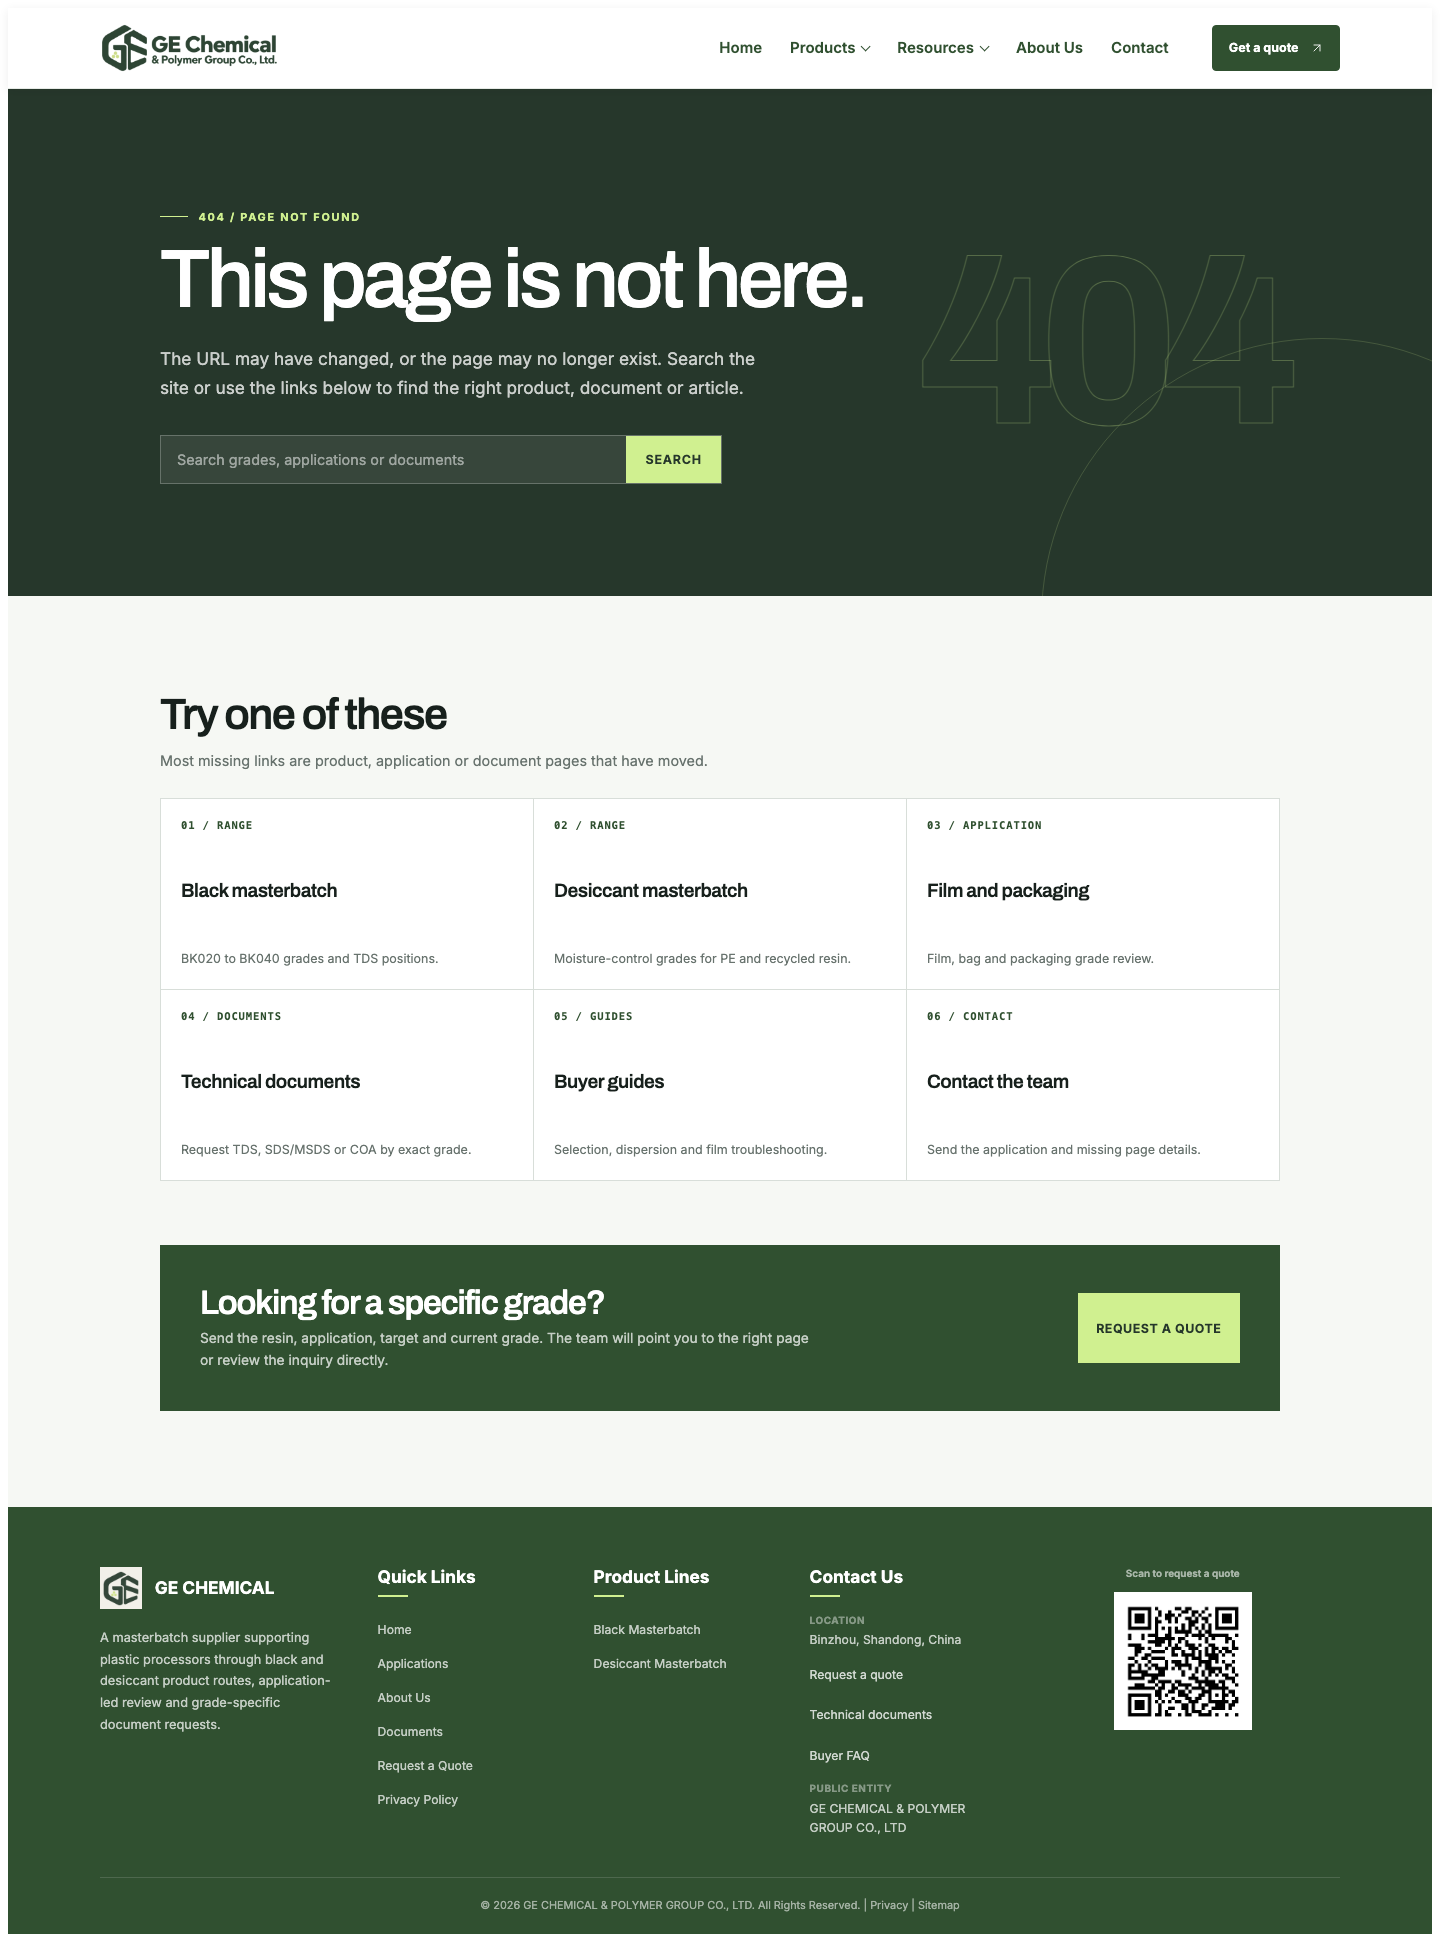 GE Chemical
& Polymer Group Co., Ltd.
Home
Products
Resources
About Us
Contact
Get a quote
404 / PAGE NOT FOUND
This page is not here.
404
The URL may have changed, or the page may no longer exist. Search the
site or use the links below to find the right product, document or article.
Search grades, applications or documents
SEARCH
Try one of these
Most missing links are product, application or document pages that have moved.
01 / RANGE
Black masterbatch
BK020 to BK040 grades and TDS positions.
02 / RANGE
Desiccant masterbatch
Moisture-control grades for PE and recycled resin.
03 / APPLICATION
Film and packaging
Film, bag and packaging grade review.
04 / DOCUMENTS
Technical documents
Request TDS, SDS/MSDS or COA by exact grade.
05 / GUIDES
Buyer guides
Selection, dispersion and film troubleshooting.
06 / CONTACT
Contact the team
Send the application and missing page details.
Looking for a specific grade?
Send the resin, application, target and current grade. The team will point you to the right page
or review the inquiry directly.
REQUEST A QUOTE
GE CHEMICAL
A masterbatch supplier supporting
plastic processors through black and
desiccant product routes, application-
led review and grade-specific
document requests.
Quick Links
Home
Applications
About Us
Documents
Request a Quote
Privacy Policy
Product Lines
Black Masterbatch
Desiccant Masterbatch
Contact Us
LOCATION
Binzhou, Shandong, China
Request a quote
Technical documents
Buyer FAQ
PUBLIC ENTITY
GE CHEMICAL & POLYMER
GROUP CO., LTD
Scan to request a quote
© 2026 GE CHEMICAL & POLYMER GROUP CO., LTD. All Rights Reserved. | Privacy | Sitemap